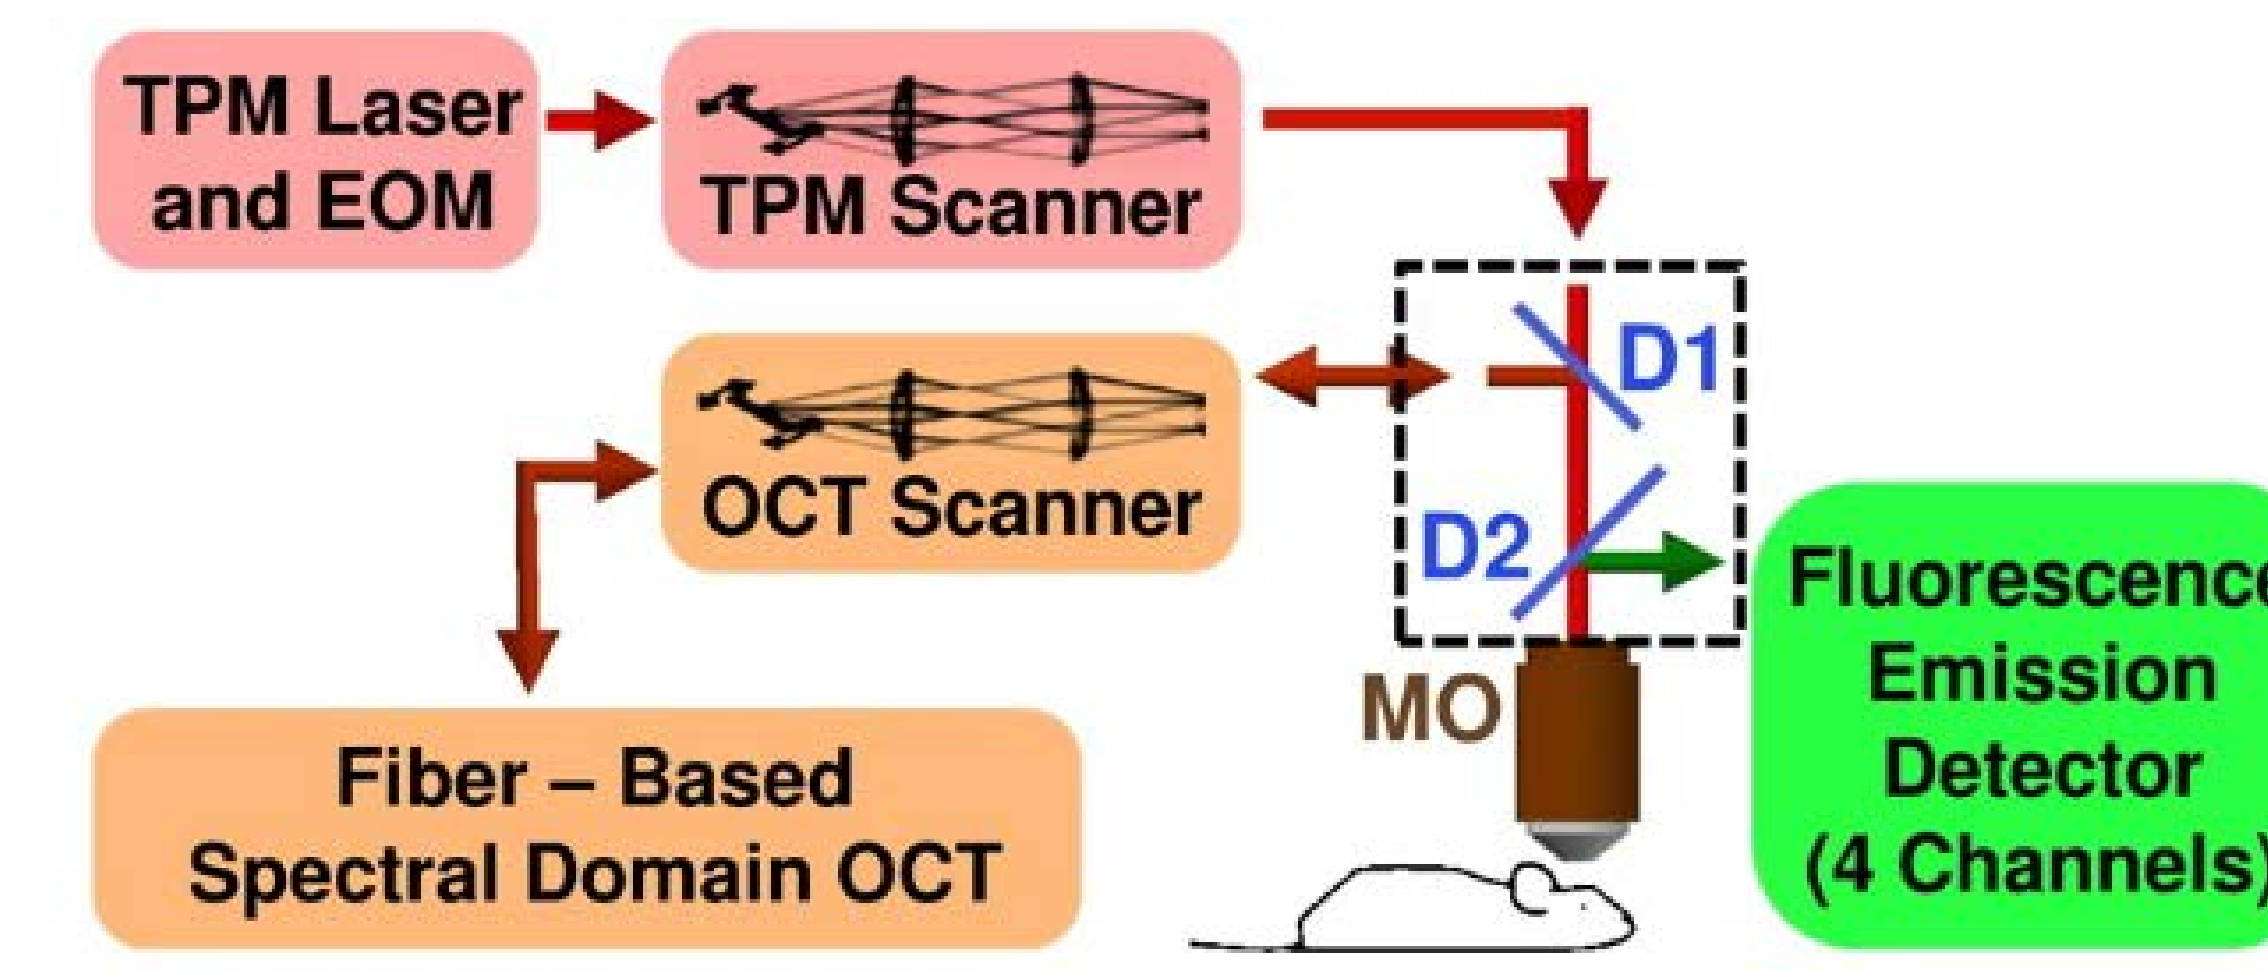 TPM Laser
and EOM
TPM Scanner
OCT Scanner
D1
D2
MO
Fiber – Based
Spectral Domain OCT
Fluorescence
Emission
Detector
(4 Channels)